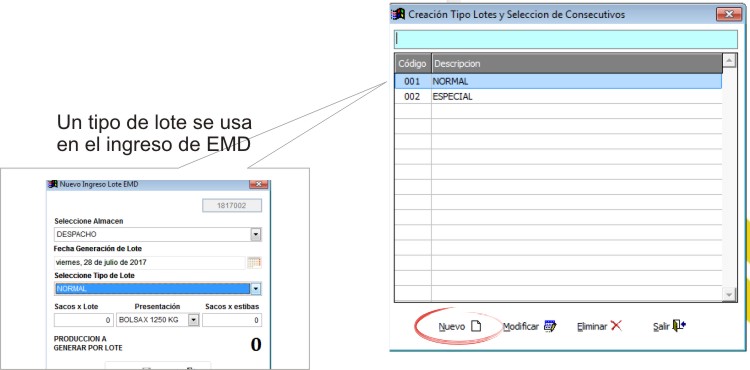 Creación Tipo Lotes y Seleccion de Consecutivos
Código Descripcion
001 NORMAL
002 ESPECIAL
Nuevo Modificar Eliminar Salir
Un tipo de lote se usa
en el ingreso de EMD
Nuevo Ingreso Lote EMD
1817002
Seleccione Almacen
DESPACHO
Fecha Generación de Lote
viernes, 28 de julio de 2017
Seleccione Tipo de Lote
NORMAL
Sacos x Lote Presentación Sacos x estibas
0 BOLSA X 1250 KG 0
PRODUCCION A
GENERAR POR LOTE 0